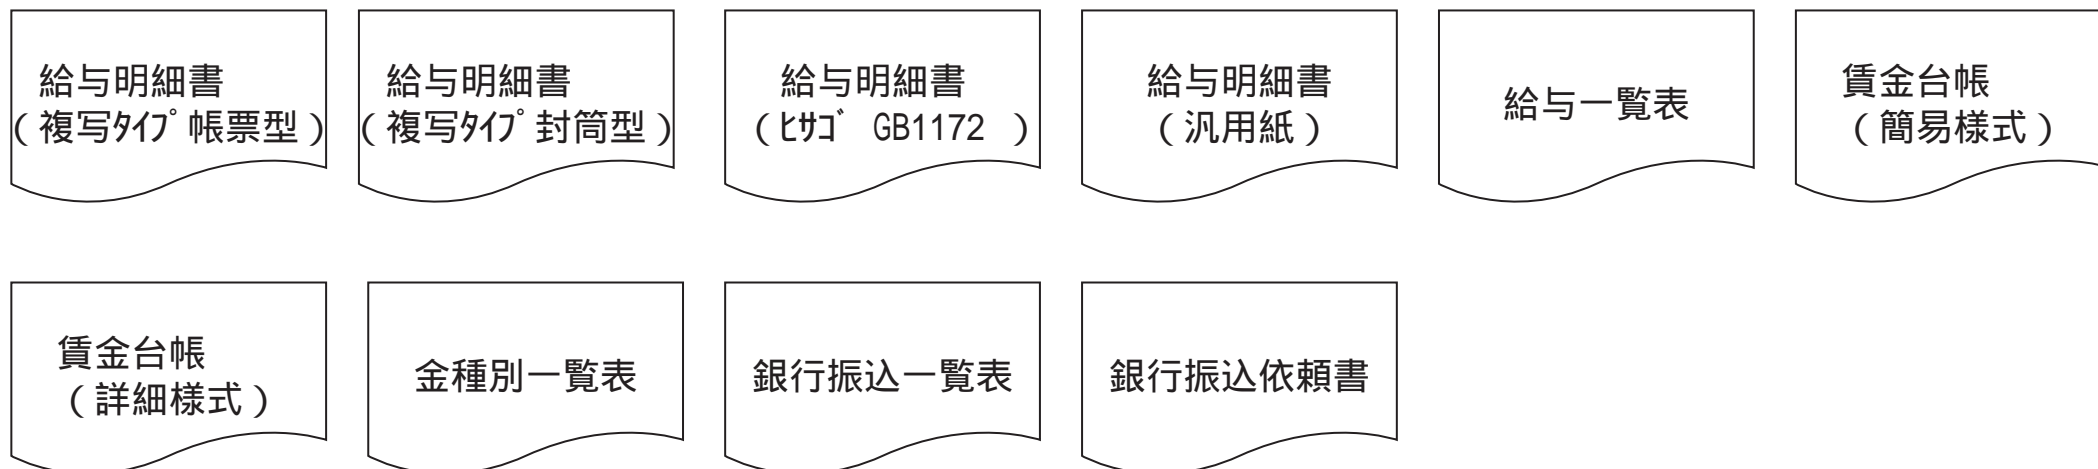 給与明細書
(複写ﾀｲﾌﾟ帳票型)
給与明細書
(複写ﾀｲﾌﾟ封筒型)
給与明細書
(ﾋｻｺﾞ GB1172 )
給与明細書
(汎用紙)
給与一覧表
賃金台帳
(簡易様式)
賃金台帳
(詳細様式)
金種別一覧表
銀行振込一覧表
銀行振込依頼書